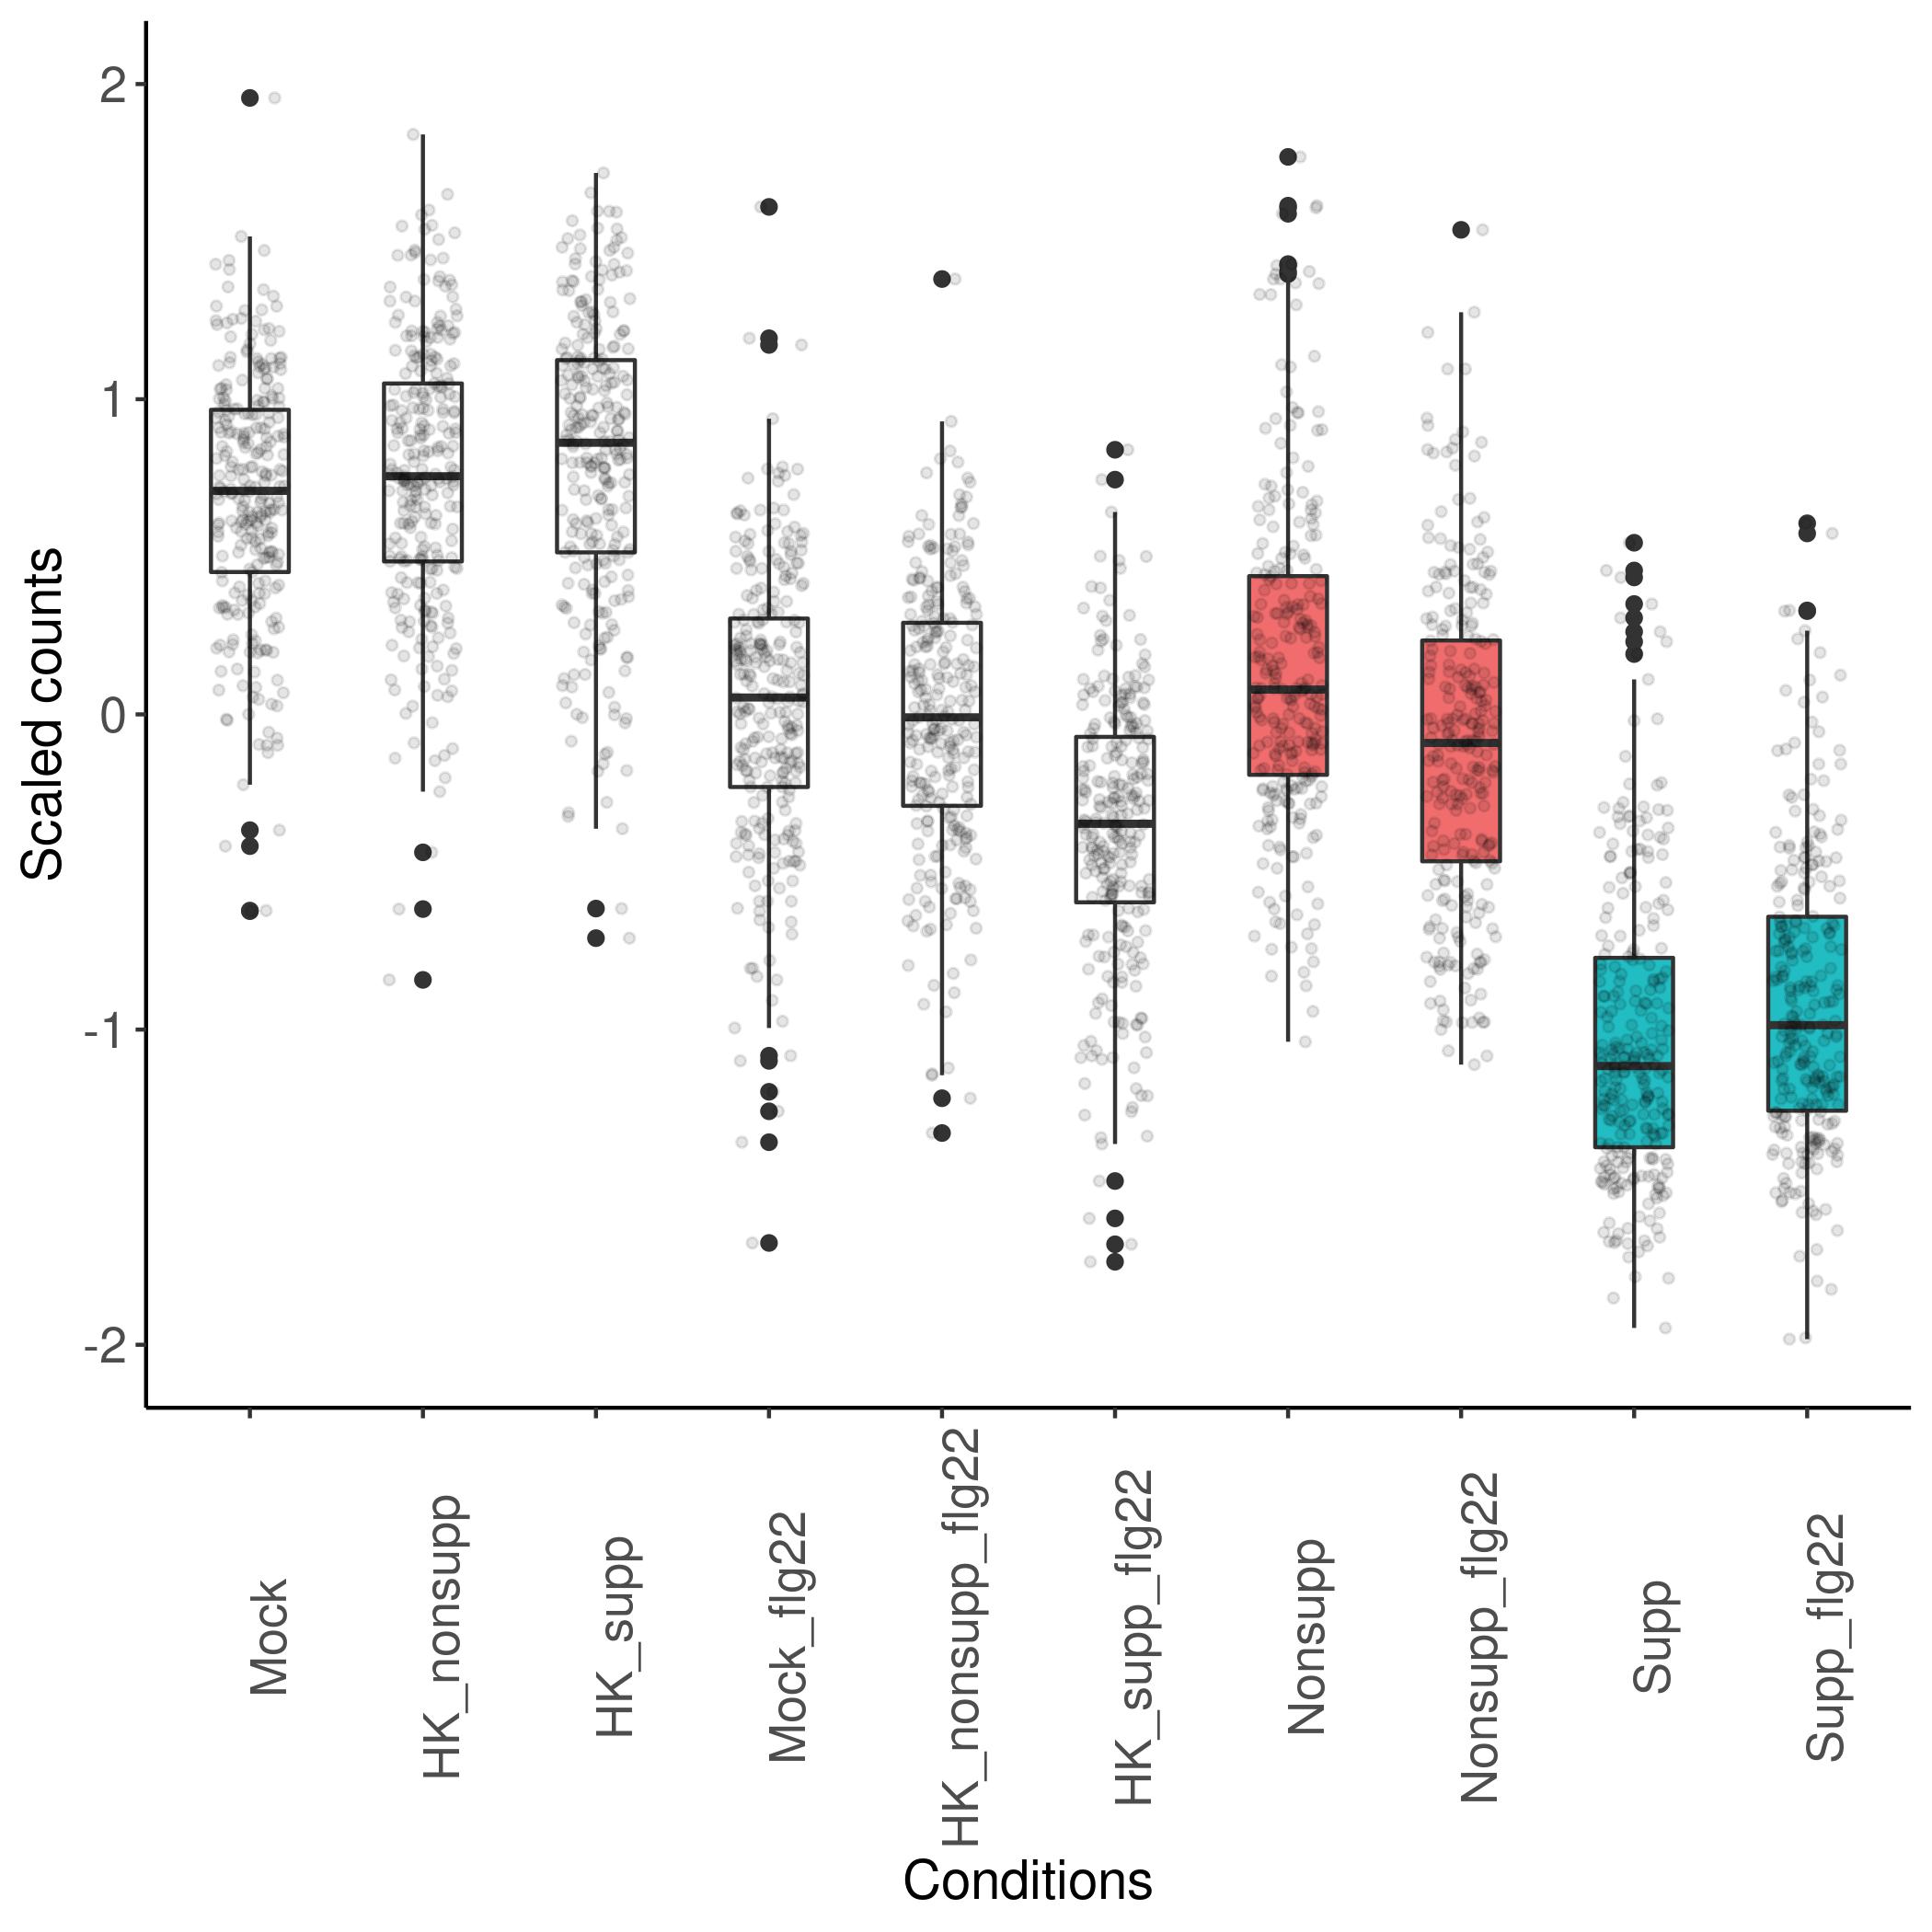 2
1
0
-1
-2
Scaled counts
Mock
HK_nonsupp
HK_supp
Mock_flg22
HK_nonsupp_flg22
HK_supp_flg22
Nonsupp
Nonsupp_flg22
Supp
Supp_flg22
Conditions